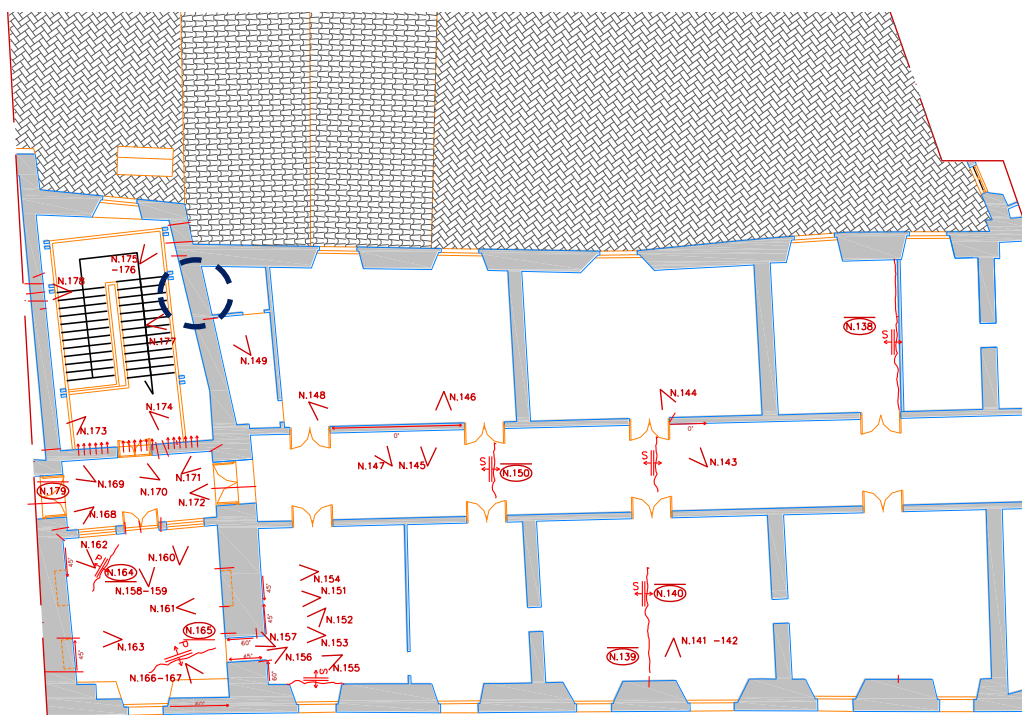 N.175
-176
N.178
N.138
S
N.177
N.149
N.148
N.146
N.144
N.174
N.173
0'
0'
N.147
N.145
S
N.150
S
N.143
N.179
N.169
N.170
N.171
N.172
N.168
N.162
N.160
P
N.164
45'
N.158-159
N.161
N.154
N.151
45'
N.152
45'
S
N.140
N.165
N.163
N.157
60'
N.153
N.141 -142
45'
N.156
45'
N.155
N.139
N.166-167
60'
S
60'